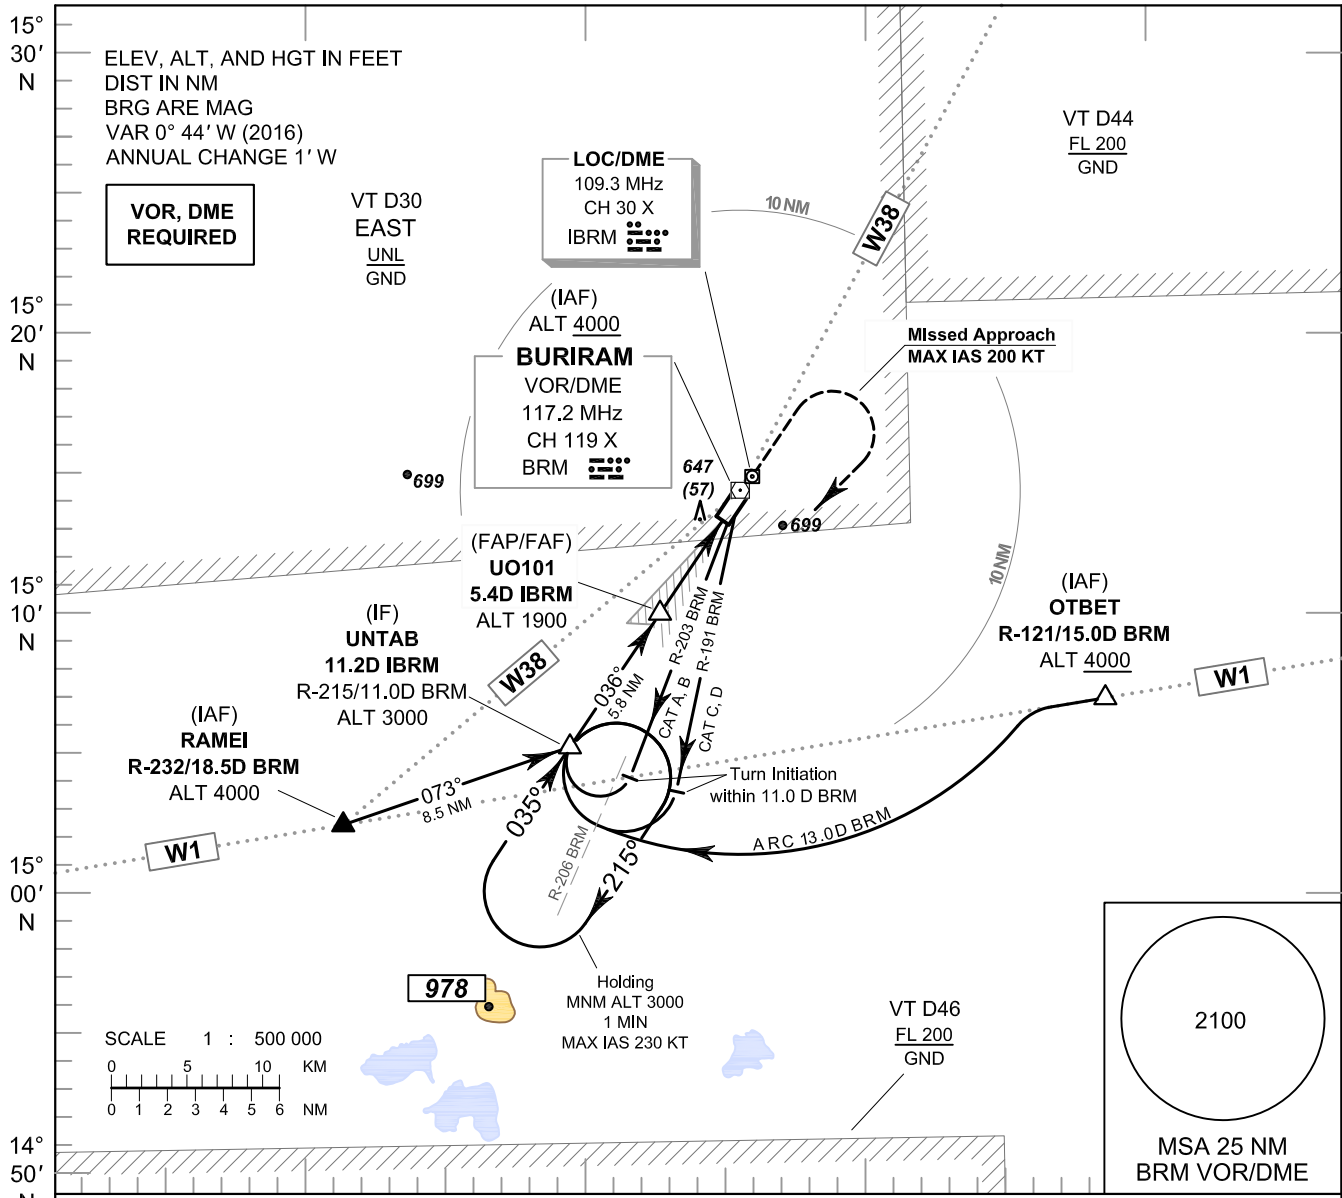 15°
30′
N
ELEV, ALT, AND HGT IN FEET
DIST IN NM
BRG ARE MAG
VAR 0° 44′ W (2016)
ANNUAL CHANGE 1′ W
VOR, DME
REQUIRED
VT D30
EAST
UNL
GND
LOC/DME
109.3 MHz
CH 30 X
IBRM
10 NM
W38
VT D44
FL 200
GND
15°
20′
N
(IAF)
ALT 4000
BURIRAM
VOR/DME
117.2 MHz
CH 119 X
BRM
MIssed Approach
MAX IAS 200 KT
699
647
(57)
699
10 NM
15°
10′
N
(FAP/FAF)
UO101
5.4D IBRM
ALT 1900
R-203 BRM
CAT A, B
R-191 BRM
CAT C, D
(IAF)
OTBET
R-121/15.0D BRM
ALT 4000
W1
(IF)
UNTAB
11.2D IBRM
R-215/11.0D BRM
ALT 3000
W38
036°
5.8 NM
(IAF)
RAMEI
R-232/18.5D BRM
ALT 4000
073°
8.5 NM
W1
Turn Initiation
within 11.0 D BRM
ARC 13.0D BRM
035°
R-206 BRM
215°
15°
00′
N
978
Holding
MNM ALT 3000
1 MIN
MAX IAS 230 KT
VT D46
FL 200
GND
2100
MSA 25 NM
BRM VOR/DME
SCALE 1 : 500 000
0 5 10 KM
0 1 2 3 4 5 6 NM
14°
50′
N